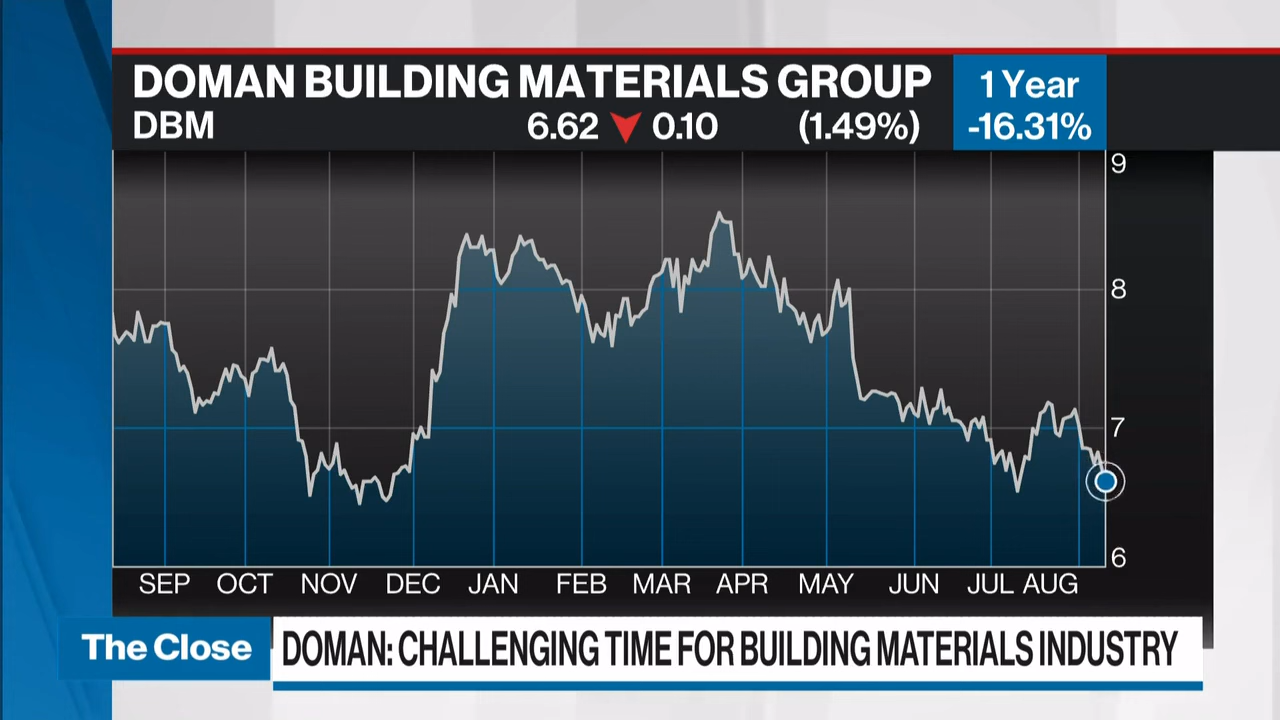 DOMAN BUILDING MATERIALS GROUP
DBM 6.62 ▼ 0.10 (1.49%)
1 Year
-16.31%
9
8
7
6
SEP OCT NOV DEC JAN FEB MAR APR MAY JUN JUL AUG
The Close
DOMAN: CHALLENGING TIME FOR BUILDING MATERIALS INDUSTRY